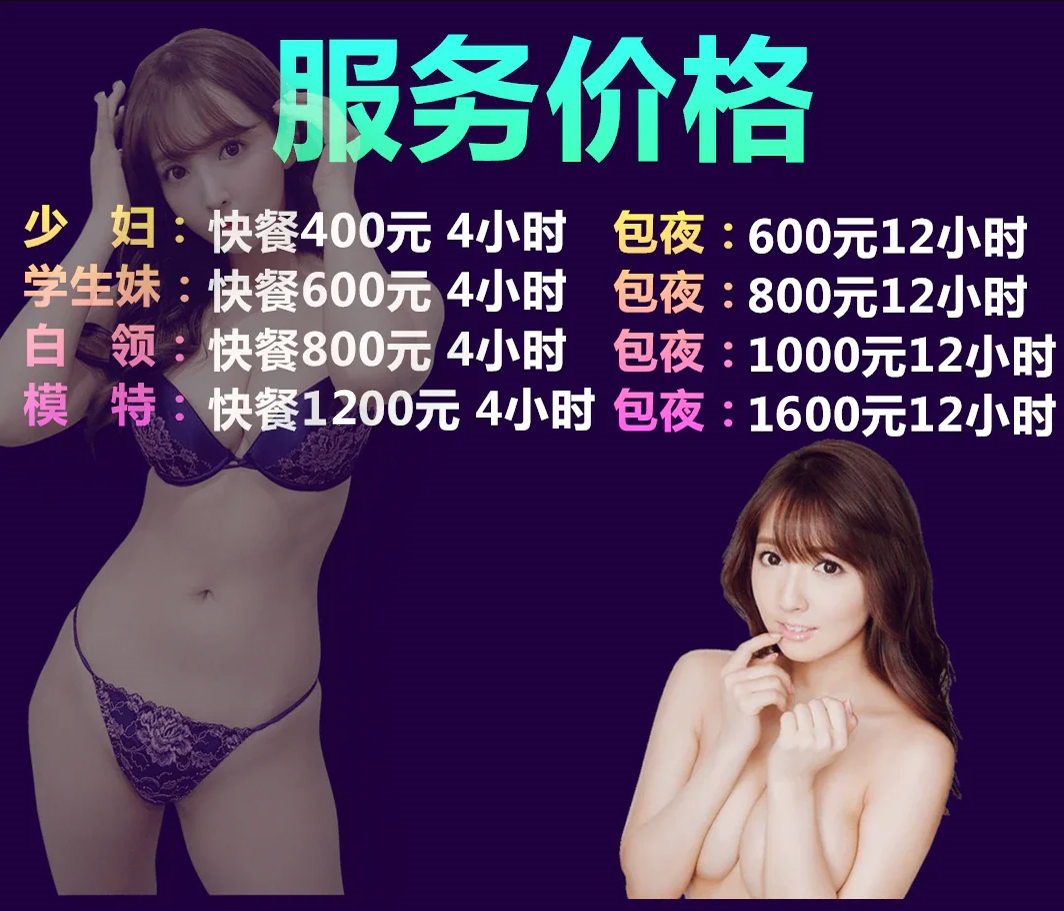 服务价格
少妇：快餐400元 4小时 包夜：600元12小时
学生妹：快餐600元 4小时 包夜：800元12小时
白领：快餐800元 4小时 包夜：1000元12小时
模特：快餐1200元 4小时 包夜：1600元12小时